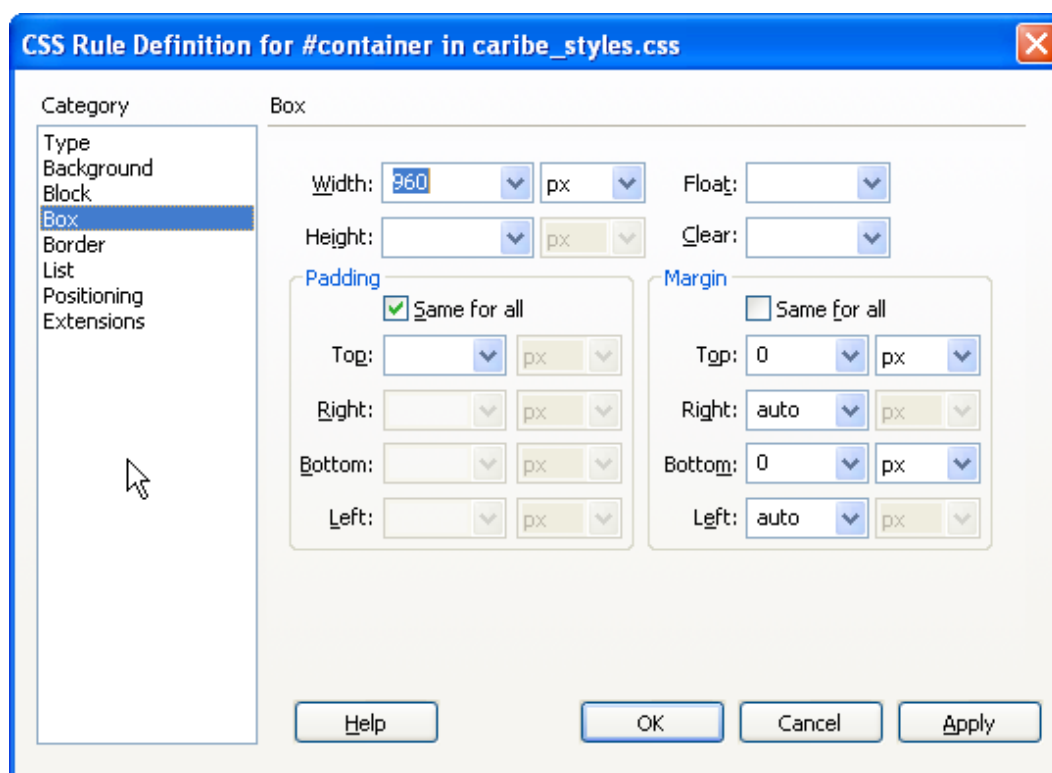 CSS Rule Definition for #container in caribe_styles.css
Category
Box
Type
Background
Block
Box
Border
List
Positioning
Extensions
Width: 960 px Float:
Height: px Clear:
Padding
Same for all
Top: px
Right: px
Bottom: px
Left: px
Margin
Same for all
Top: 0 px
Right: auto px
Bottom: 0 px
Left: auto px
Help OK Cancel Apply